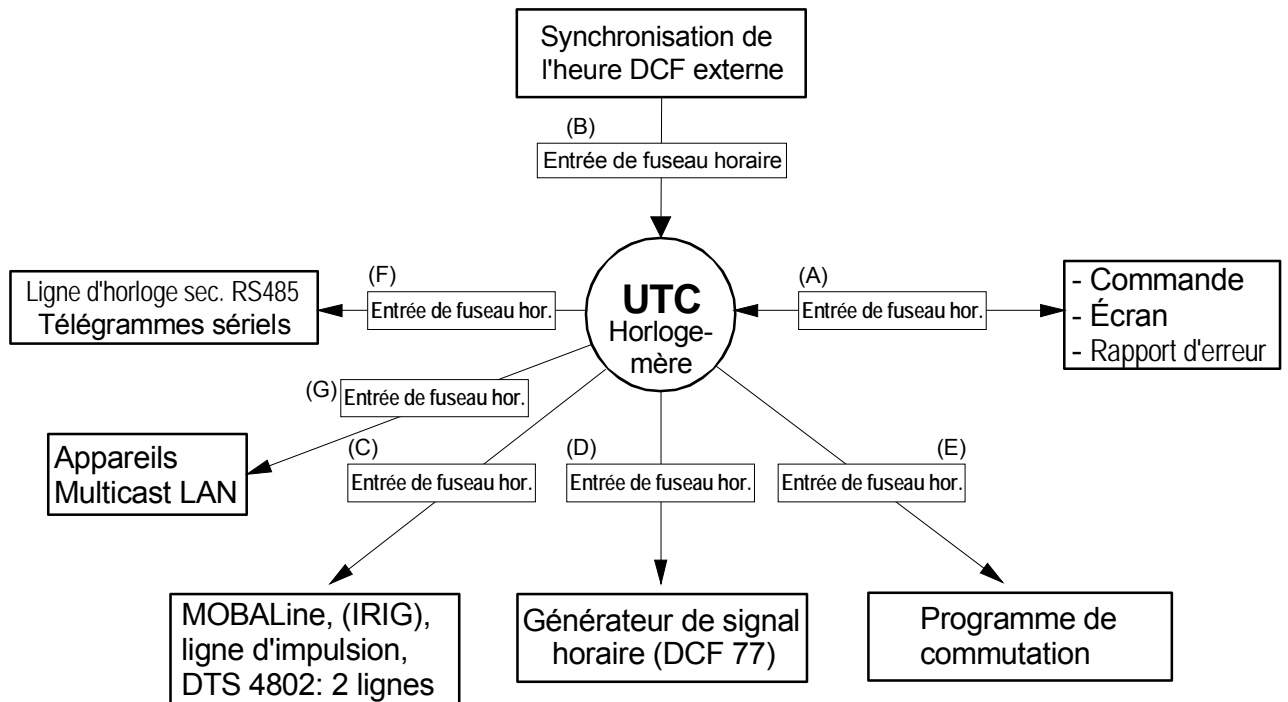 Synchronisation de
l'heure DCF externe
(B)
Entrée de fuseau horaire
(F)
Ligne d'horloge sec. RS485
Télégrammes sériels
Entrée de fuseau hor.
UTC
Horloge-
mère
(A)
Entrée de fuseau hor.
- Commande
- Écran
- Rapport d'erreur
(G)
Entrée de fuseau hor.
Appareils
Multicast LAN
(C)
Entrée de fuseau hor.
(D)
Entrée de fuseau hor.
(E)
Entrée de fuseau hor.
MOBALine, (IRIG),
ligne d'impulsion,
DTS 4802: 2 lignes
Générateur de signal
horaire (DCF 77)
Programme de
commutation